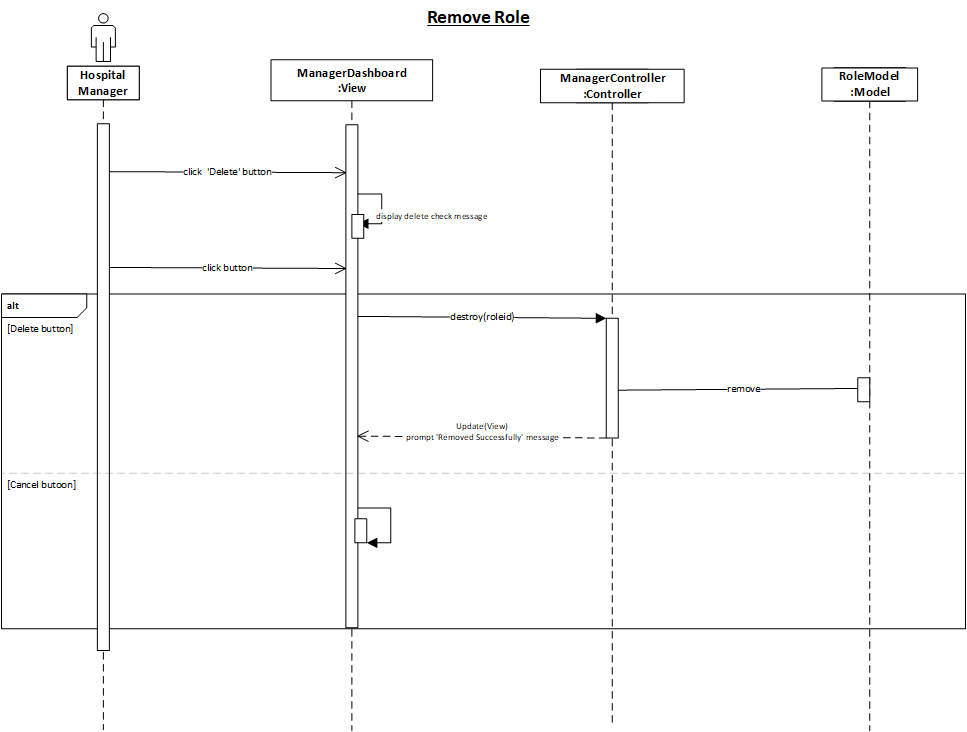 Remove Role
Hospital
Manager
ManagerDashboard
:View
ManagerController
:Controller
RoleModel
:Model
click 'Delete' button
display delete check message
click button
alt
[Delete button]
destroy(roleid)
remove
Update(View)
prompt 'Removed Successfully' message
[Cancel butoon]